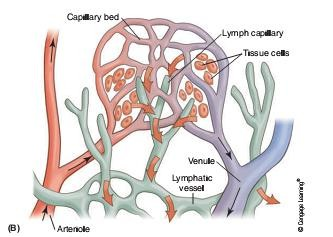 Capillary bed
Lymph capillary
Tissue cells
Venule
Lymphatic
vessel
(B)
Arteriole
© Cengage Learning®